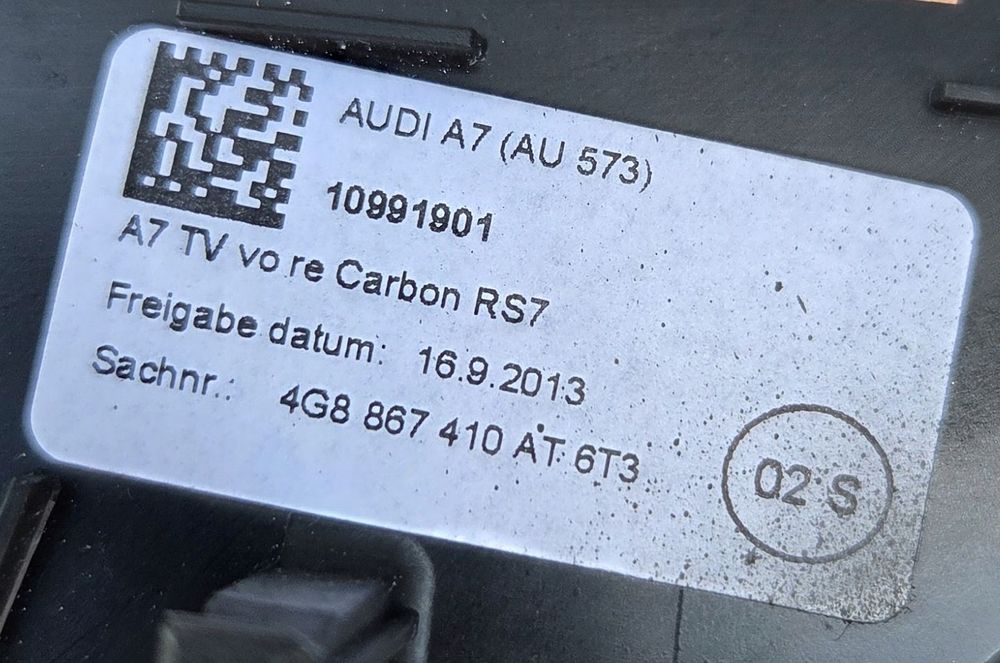 AUDI A7 (AU 573)
10991901
A7 TV vo re Carbon RS7
Freigabe datum: 16.9.2013
Sachnr.: 4G8 867 410 AT 6T3
02 S